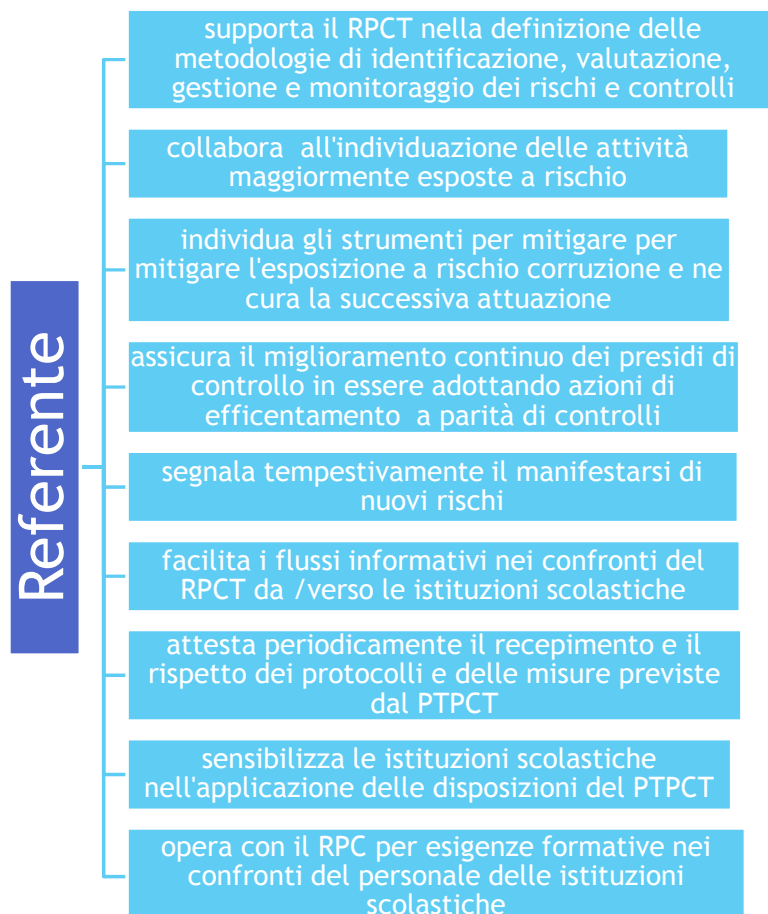 Referente
supporta il RPCT nella definizione delle
metodologie di identificazione, valutazione,
gestione e monitoraggio dei rischi e controlli
collabora  all'individuazione delle attività
maggiormente esposte a rischio
individua gli strumenti per mitigare per
mitigare l'esposizione a rischio corruzione e ne
cura la successiva attuazione
assicura il miglioramento continuo dei presidi di
controllo in essere adottando azioni di
efficentamento  a parità di controlli
segnala tempestivamente il manifestarsi di
nuovi rischi
facilita i flussi informativi nei confronti del
RPCT da /verso le istituzioni scolastiche
attesta periodicamente il recepimento e il
rispetto dei protocolli e delle misure previste
dal PTPCT
sensibilizza le istituzioni scolastiche
nell'applicazione delle disposizioni del PTPCT
opera con il RPC per esigenze formative nei
confronti del personale delle istituzioni
scolastiche